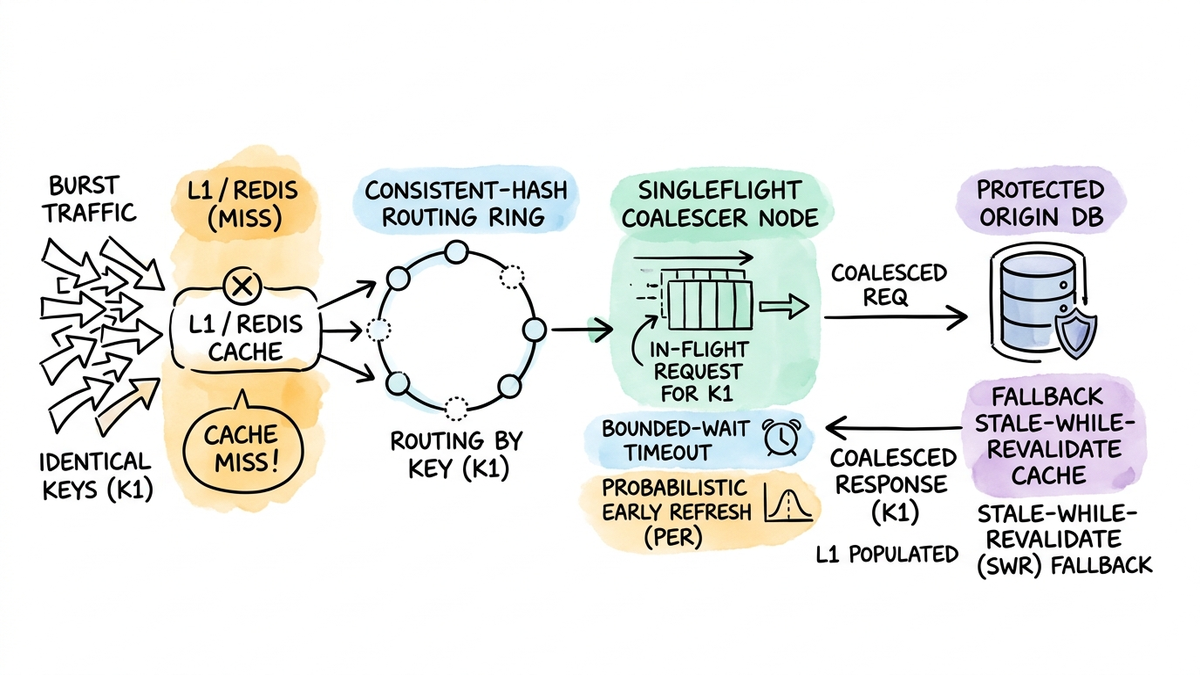 BURST
TRAFFIC
IDENTICAL
KEYS (K1)
L1 / REDIS
(MISS)
L1 / REDIS
CACHE
CACHE
MISS!
CONSISTENT-HASH
ROUTING RING
ROUTING BY
KEY (K1)
SINGLEFLIGHT
COALESCER NODE
IN-FLIGHT
REQUEST
FOR K1
BOUNDED-WAIT
TIMEOUT
PROBABILISTIC
EARLY REFRESH
(PER)
COALESCED
REQ
COALESCED
RESPONSE
(K1)
L1 POPULATED
PROTECTED
ORIGIN DB
FALLBACK
STALE-WHILE-
REVALIDATE
CACHE
STALE-WHILE-
REVALIDATE
(SWR) FALLBACK